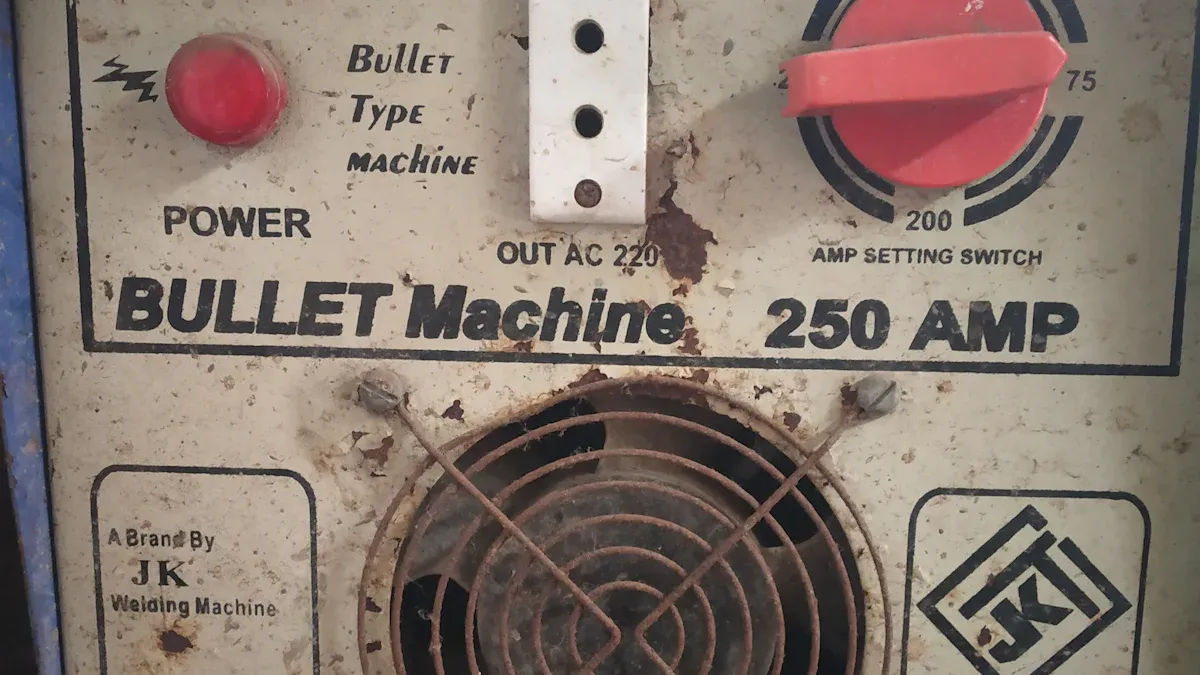 Bullet
Type
machine
POWER
OUT AC 220
75
200
AMP SETTING SWITCH
BULLET Machine 250 AMP
A Brand By
JK
Welding Machine
JKT